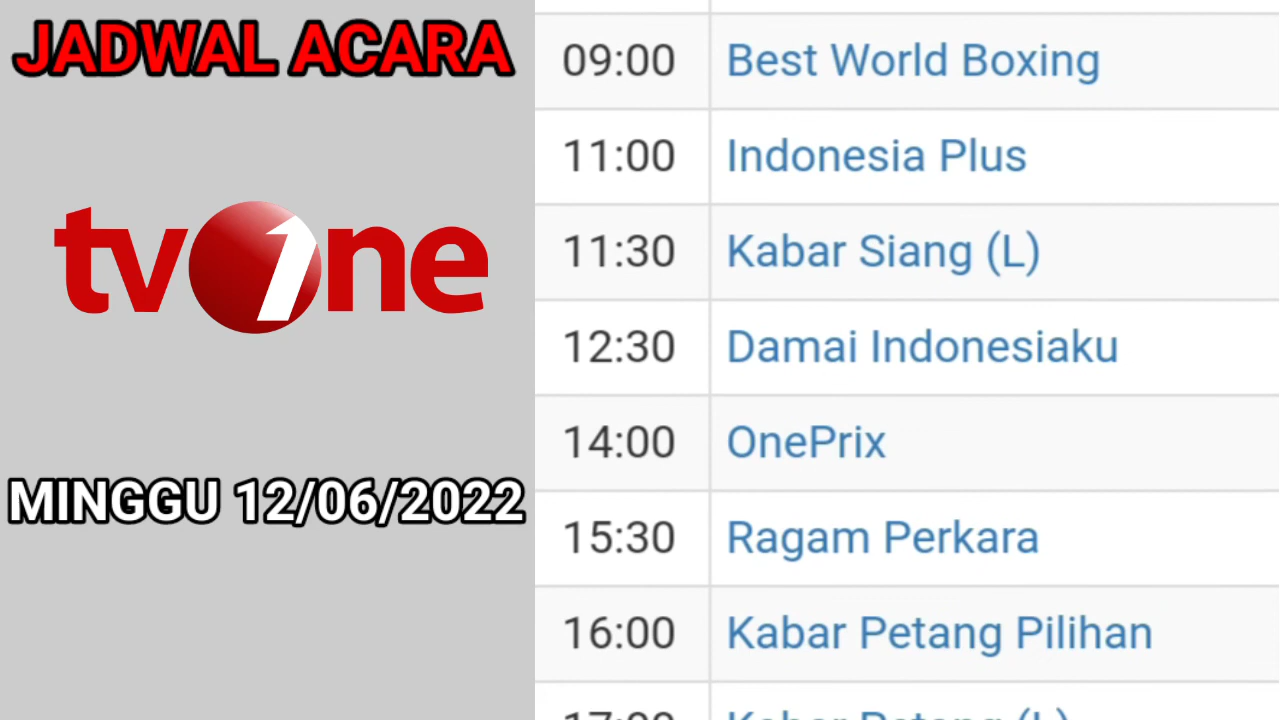 JADWAL ACARA
tvOne
MINGGU 12/06/2022
09:00 Best World Boxing
11:00 Indonesia Plus
11:30 Kabar Siang (L)
12:30 Damai Indonesiaku
14:00 OnePrix
15:30 Ragam Perkara
16:00 Kabar Petang Pilihan